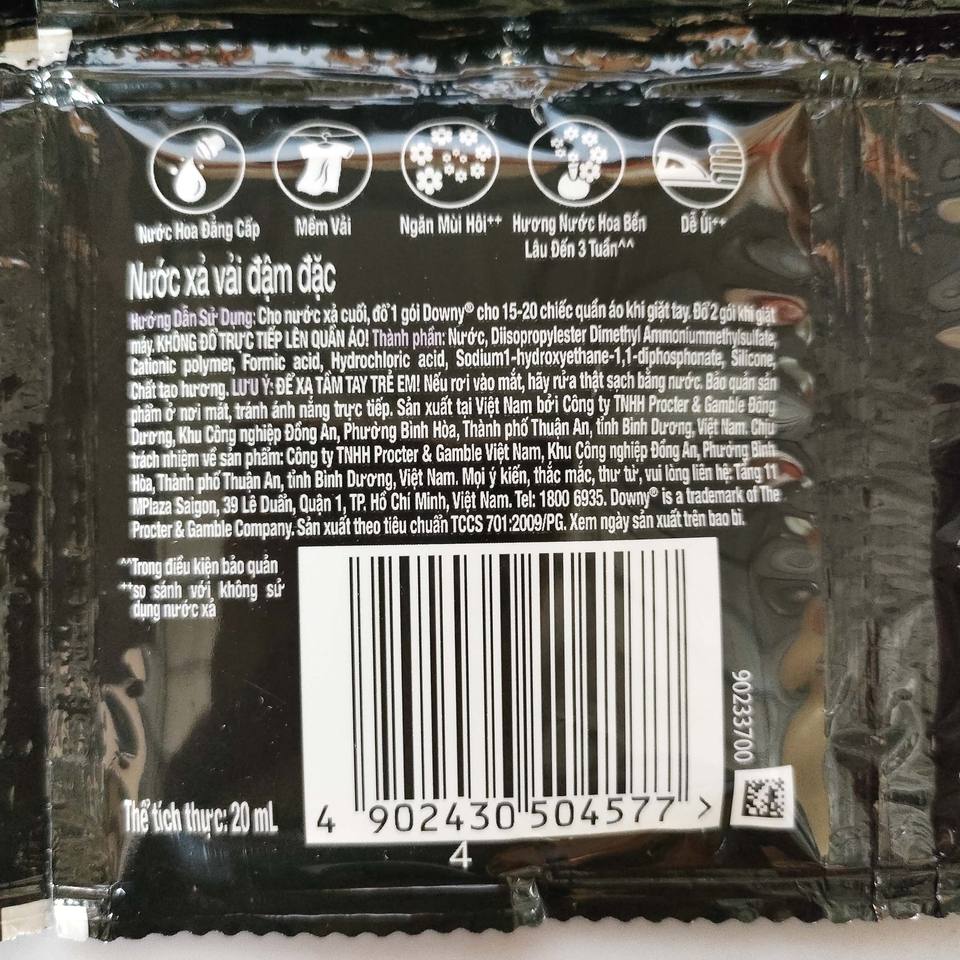 Nước Hoa Đẳng Cấp
Mềm Vải
Ngăn Mùi Hôi++
Hương Nước Hoa Bền
Lâu Đến 3 Tuần^^
Dễ Ủi++
Nước xả vải đậm đặc
Hướng Dẫn Sử Dụng: Cho nước xả cuối, đổ 1 gói Downy® cho 15-20 chiếc quần áo khi giặt tay. Đổ 2 gói khi giặt
máy. KHÔNG ĐỔ TRỰC TIẾP LÊN QUẦN ÁO! Thành phần: Nước, Diisopropylester Dimethyl Ammoniummethylsulfate,
Cationic polymer, Formic acid, Hydrochloric acid, Sodium1-hydroxyethane-1,1-diphosphonate, Silicone,
Chất tạo hương. LƯU Ý: ĐỂ XA TẦM TAY TRẺ EM! Nếu rơi vào mắt, hãy rửa thật sạch bằng nước. Bảo quản sản
phẩm ở nơi mát, tránh ánh nắng trực tiếp. Sản xuất tại Việt Nam bởi Công ty TNHH Procter & Gamble Đông
Dương, Khu Công nghiệp Đồng An, Phường Bình Hòa, Thành phố Thuận An, tỉnh Bình Dương, Việt Nam. Chịu
trách nhiệm về sản phẩm: Công ty TNHH Procter & Gamble Việt Nam, Khu Công nghiệp Đồng An, Phường Bình
Hòa, Thành phố Thuận An, tỉnh Bình Dương, Việt Nam. Mọi ý kiến, thắc mắc, thư từ, vui lòng liên hệ: Tầng 11
MPlaza Saigon, 39 Lê Duẩn, Quận 1, TP. Hồ Chí Minh, Việt Nam. Tel: 1800 6935. Downy® is a trademark of The
Procter & Gamble Company. Sản xuất theo tiêu chuẩn TCCS 701:2009/PG. Xem ngày sản xuất trên bao bì.
^^Trong điều kiện bảo quản
++so sánh với không sử
dụng nước xả
90233700
Thể tích thực: 20 mL
4 902430 504577 >
4